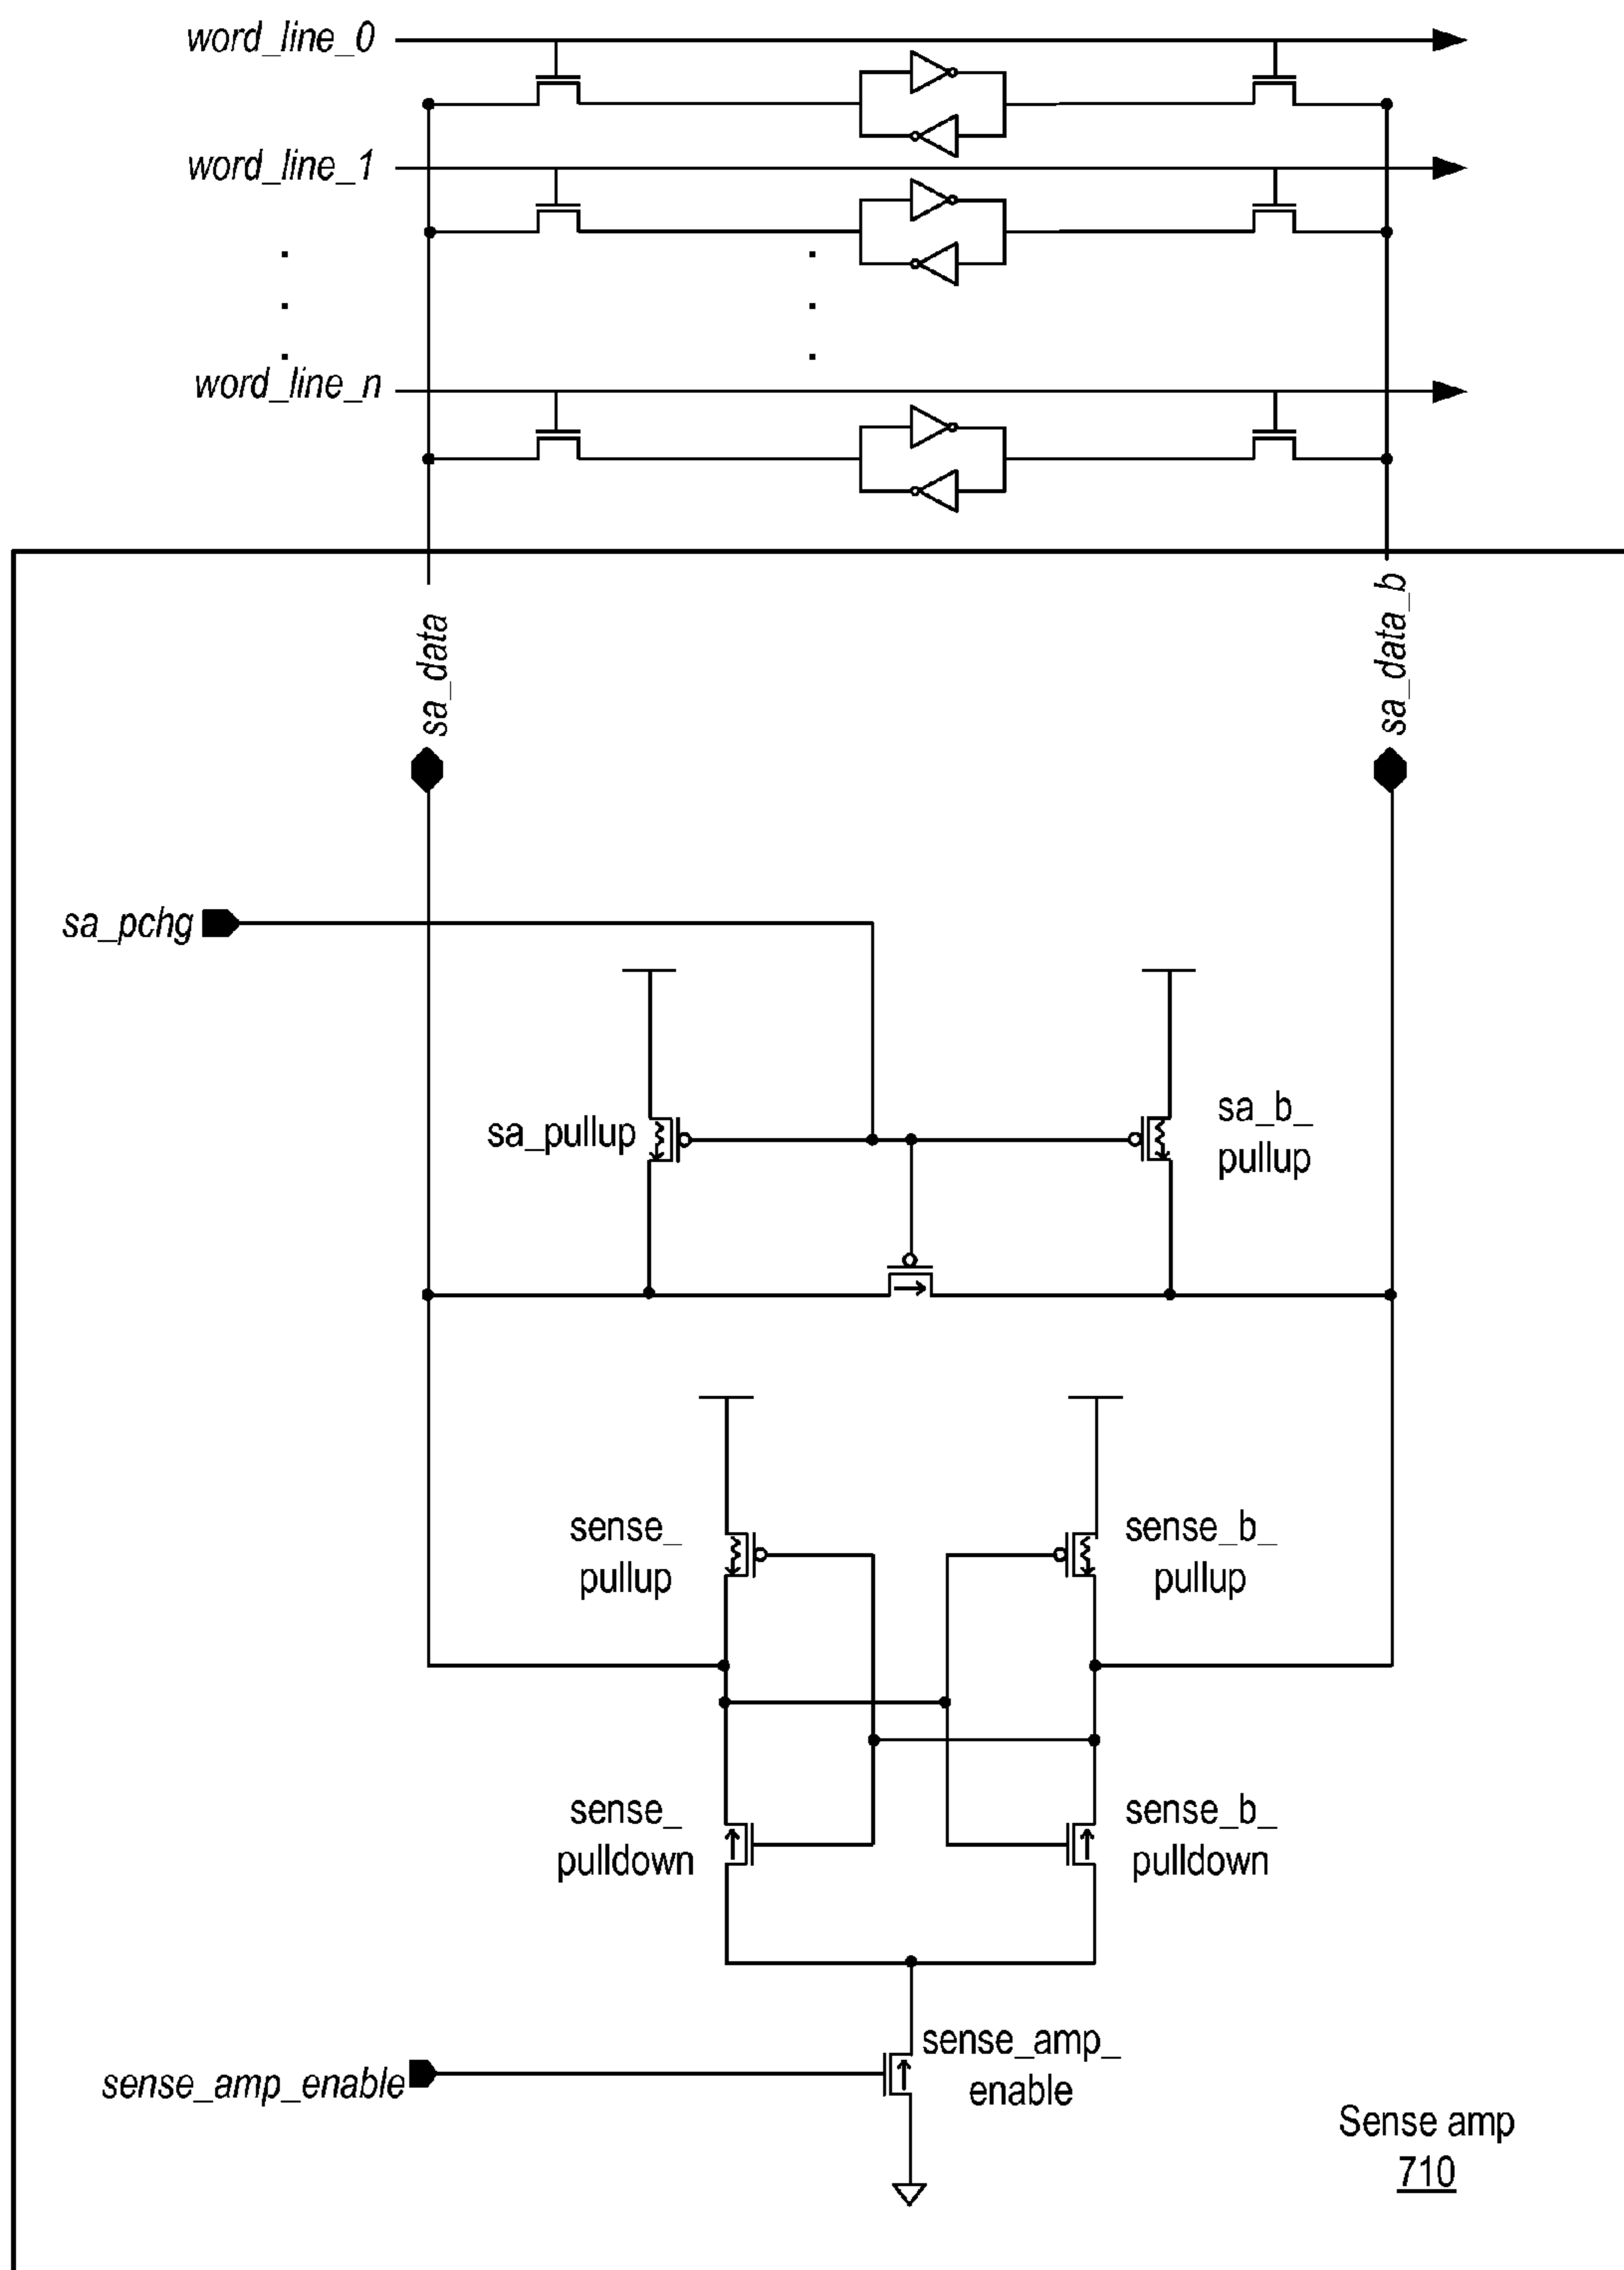 word_line_0
word_line_1
word_line_n
sa_data
sa_data_b
sa_pchg
sa_pullup
sa_b_
pullup
sense_
pullup
sense_b_
pullup
sense_
pulldown
sense_b_
pulldown
sense_amp_enable
sense_amp_
enable
Sense amp
710